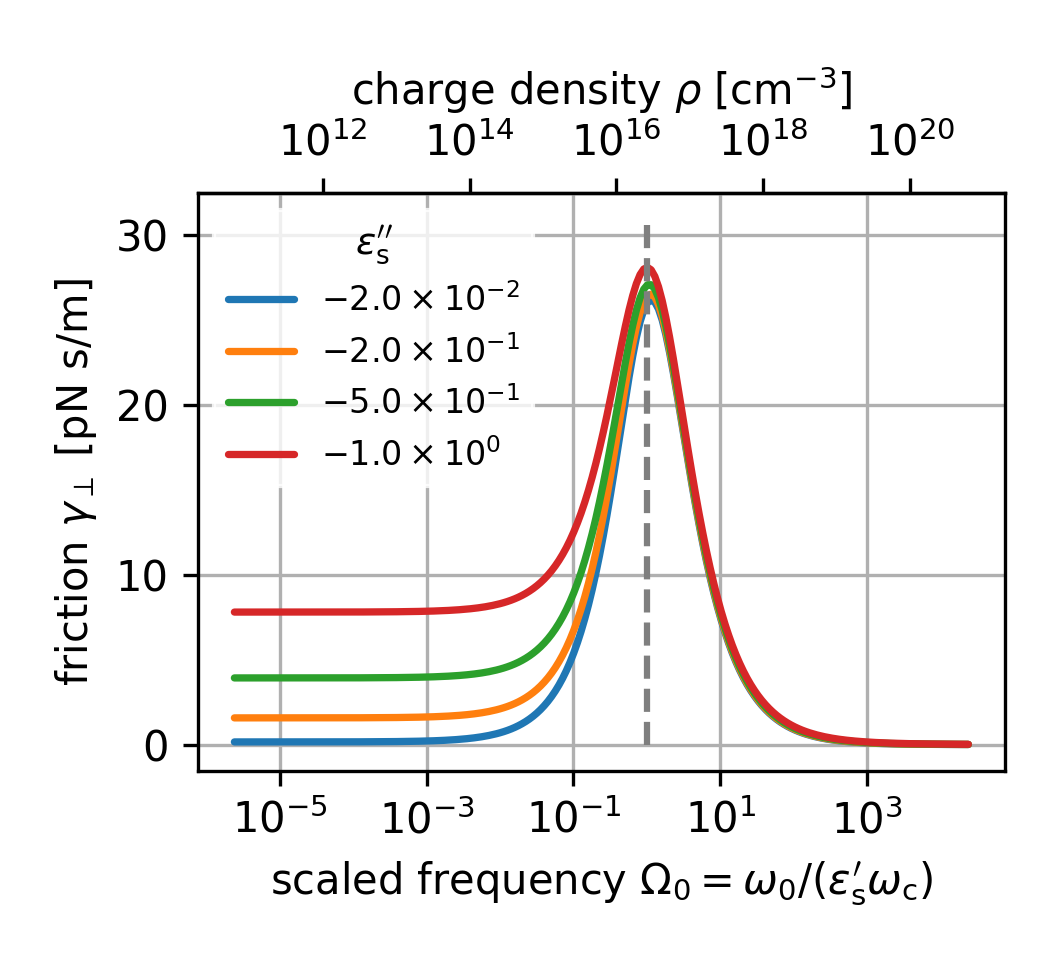 charge density ρ [cm⁻³]
10¹² 10¹⁴ 10¹⁶ 10¹⁸ 10²⁰
30
20
10
0
friction γ⊥ [pN s/m]
εₛ″
−2.0 × 10⁻²
−2.0 × 10⁻¹
−5.0 × 10⁻¹
−1.0 × 10⁰
10⁻⁵ 10⁻³ 10⁻¹ 10¹ 10³
scaled frequency Ω₀ = ω₀/(ε′ₛω_c)